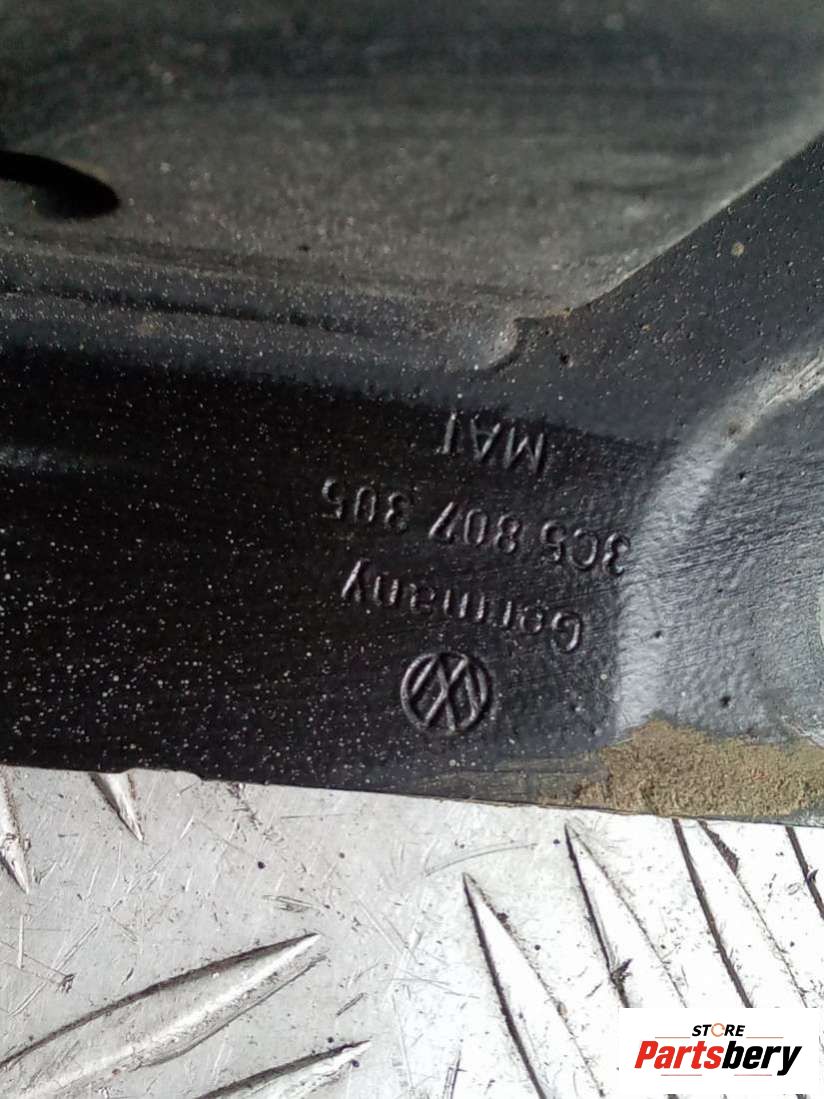 Germany
3C5 807 305
MAT
STORE
Partsbery